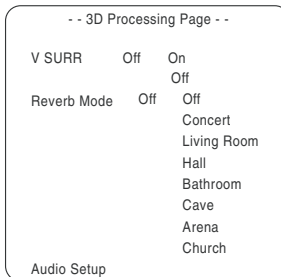 - - 3D Processing Page - -
V SURR Off On
Off
Reverb Mode Off Off
Concert
Living Room
Hall
Bathroom
Cave
Arena
Church
Audio Setup